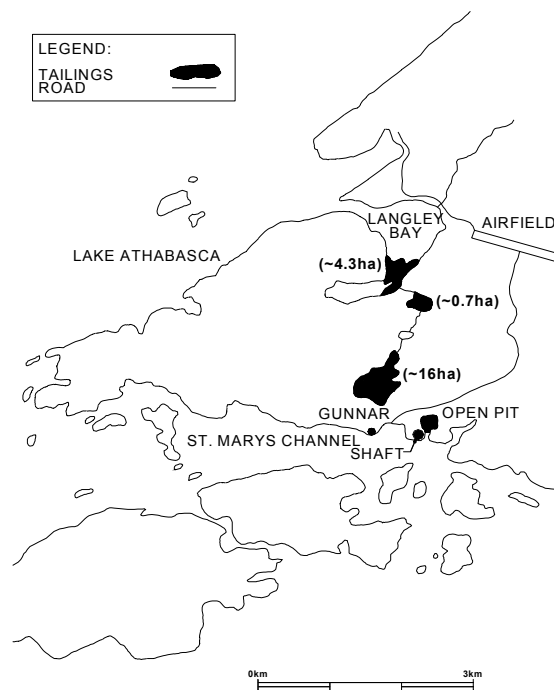 LEGEND:
TAILINGS
ROAD
LANGLEY
BAY
AIRFIELD
LAKE ATHABASCA
(~4.3ha)
(~0.7ha)
(~16ha)
GUNNAR
OPEN PIT
ST. MARYS CHANNEL
SHAFT
0km
3km